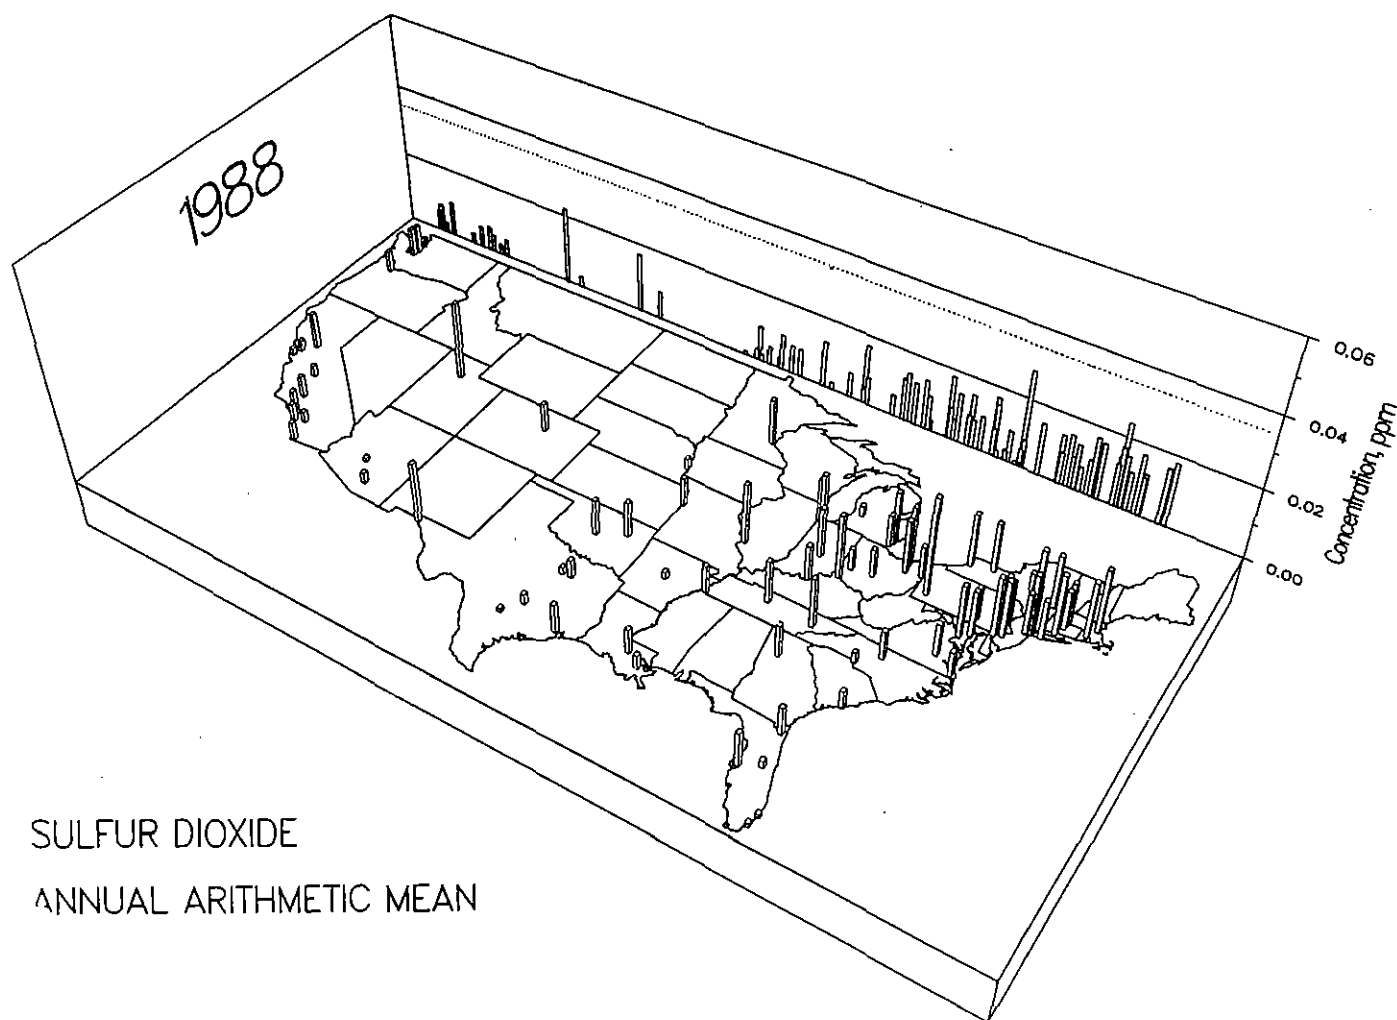 1988
0.06
0.04
0.02
0.00
Concentration, ppm
SULFUR DIOXIDE
ANNUAL ARITHMETIC MEAN